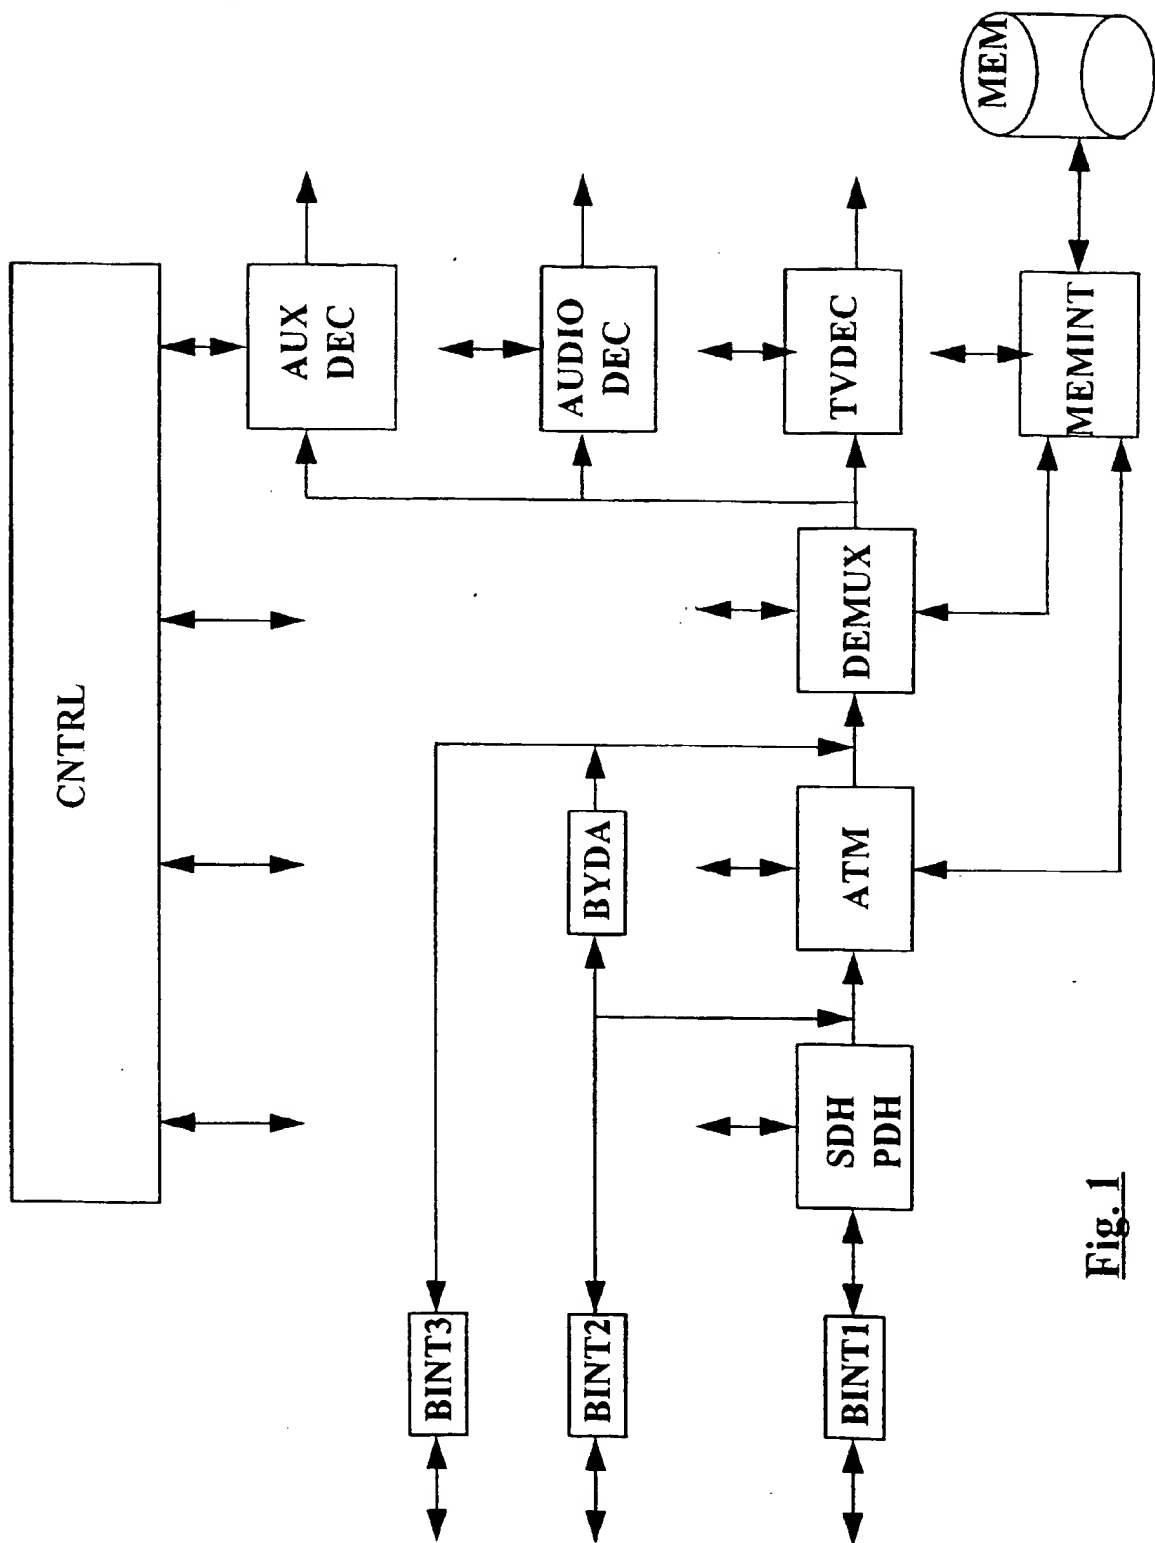 CNTRL
AUX
DEC
AUDIO
DEC
TVDEC
MEMINT
MEM
DEMUX
BYDA
ATM
SDH
PDH
BINT3
BINT2
BINT1
Fig. 1